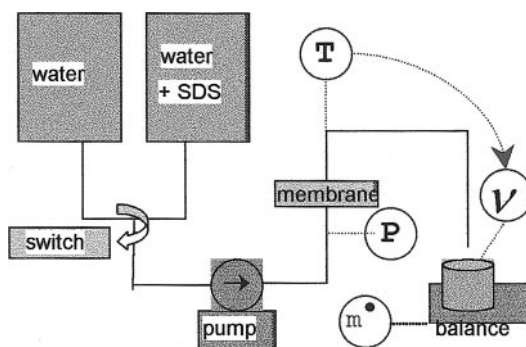 water
water
+ SDS
T
membrane
ν
switch
P
pump
m
balance